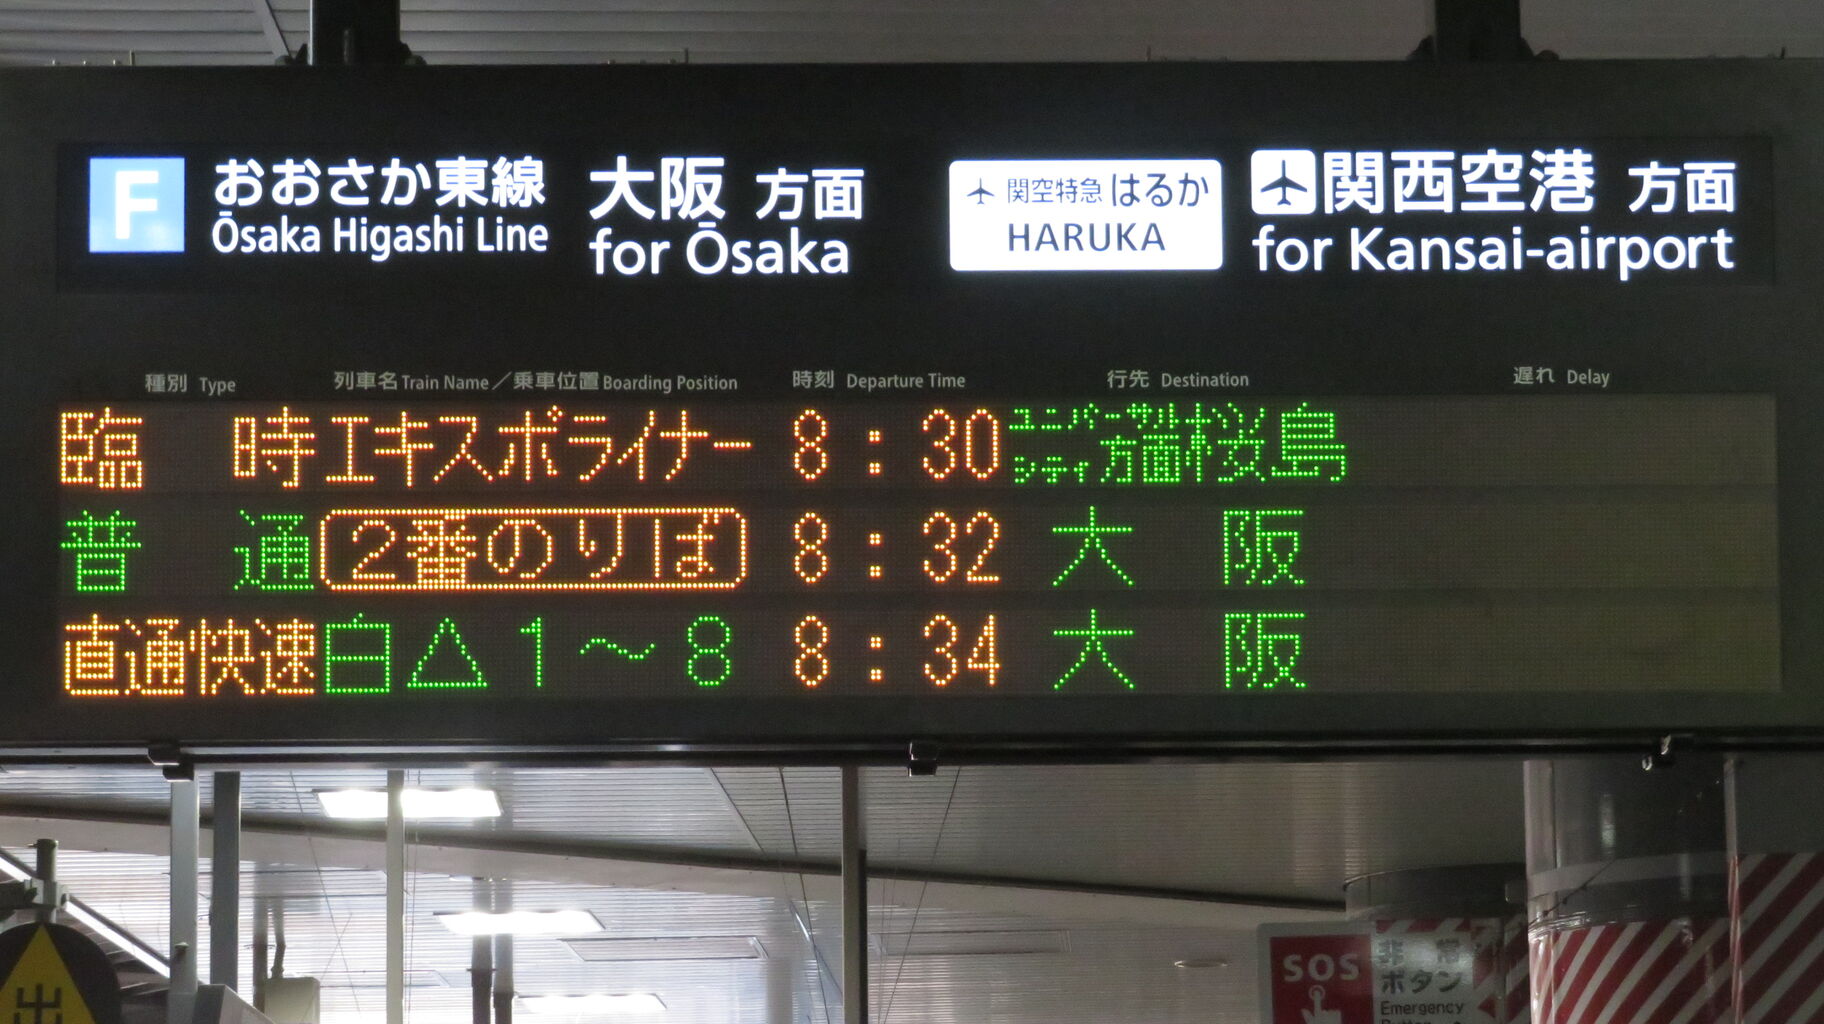 F おおさか東線 大阪 方面 関空特急 はるか 関西空港 方面
Ōsaka Higashi Line for Ōsaka HARUKA for Kansai-airport
種別 Type 列車名 Train Name／乗車位置 Boarding Position 時刻 Departure Time 行先 Destination 遅れ Delay
臨時 エキスポライナー 8:30 ユニバーサルシティ方面桜島
普通 2番のりば 8:32 大阪
直通快速 白△1～8 8:34 大阪
出
SOS 非常
ボタン
Emergency
Button